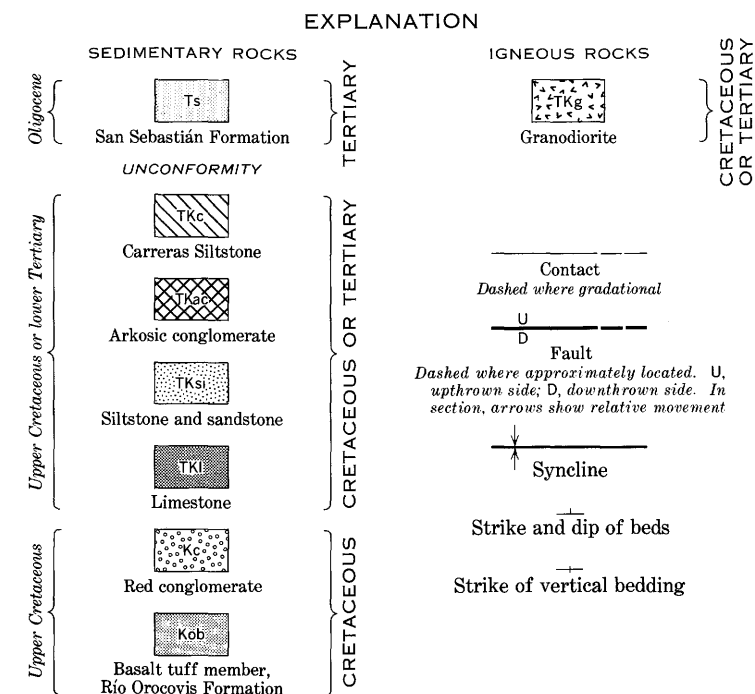 EXPLANATION
SEDIMENTARY ROCKS
Oligocene
Ts
San Sebastián Formation
TERTIARY
UNCONFORMITY
Upper Cretaceous or lower Tertiary
TKc
Carreras Siltstone
TKac
Arkosic conglomerate
TKsi
Siltstone and sandstone
TKl
Limestone
CRETACEOUS OR TERTIARY
Upper Cretaceous
Kc
Red conglomerate
Kob
Basalt tuff member,
Río Orocovis Formation
CRETACEOUS
IGNEOUS ROCKS
TKg
Granodiorite
CRETACEOUS
OR TERTIARY
Contact
Dashed where gradational
U
D
Fault
Dashed where approximately located. U,
upthrown side; D, downthrown side. In
section, arrows show relative movement
Syncline
Strike and dip of beds
Strike of vertical bedding